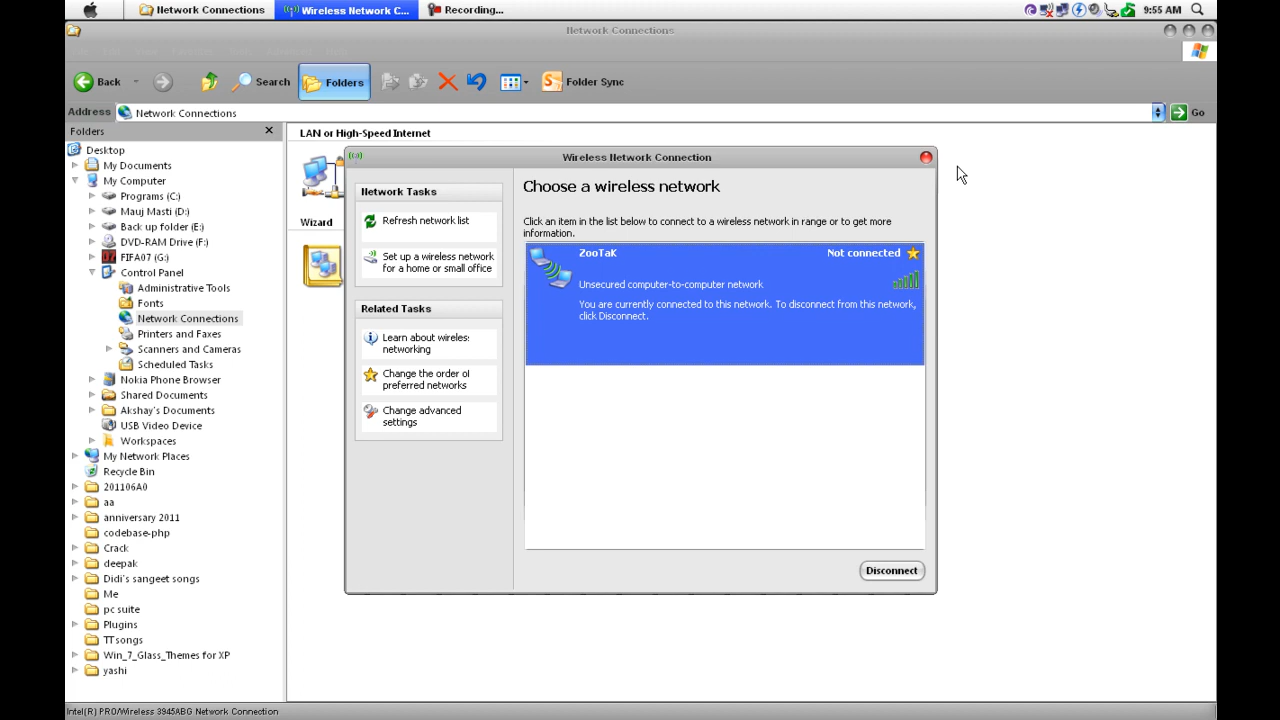 Network Connections
Wireless Network C...
Recording...
9:55 AM
Network Connections
Back
Search
Folders
Folder Sync
Address
Network Connections
Go
Folders
Desktop
My Documents
My Computer
Programs (C:)
Mauj Masti (D:)
Back up folder (E:)
DVD-RAM Drive (F:)
FIFA07 (G:)
Control Panel
Administrative Tools
Fonts
Network Connections
Printers and Faxes
Scanners and Cameras
Scheduled Tasks
Nokia Phone Browser
Shared Documents
Akshay's Documents
USB Video Device
Workspaces
My Network Places
Recycle Bin
201106A0
aa
anniversary 2011
codebase-php
Crack
deepak
Didi's sangeet songs
Me
pc suite
Plugins
TT songs
Win_7_Glass_Themes for XP
yashi
LAN or High-Speed Internet
Wizard
Wireless Network Connection
Network Tasks
Refresh network list
Set up a wireless network
for a home or small office
Related Tasks
Learn about wireles:
networking
Change the order of
preferred networks
Change advanced
settings
Choose a wireless network
Click an item in the list below to connect to a wireless network in range or to get more
information.
ZooTaK
Not connected
Unsecured computer-to-computer network
You are currently connected to this network. To disconnect from this network,
click Disconnect.
Disconnect
Intel(R) PRO/Wireless 3945ABG Network Connection